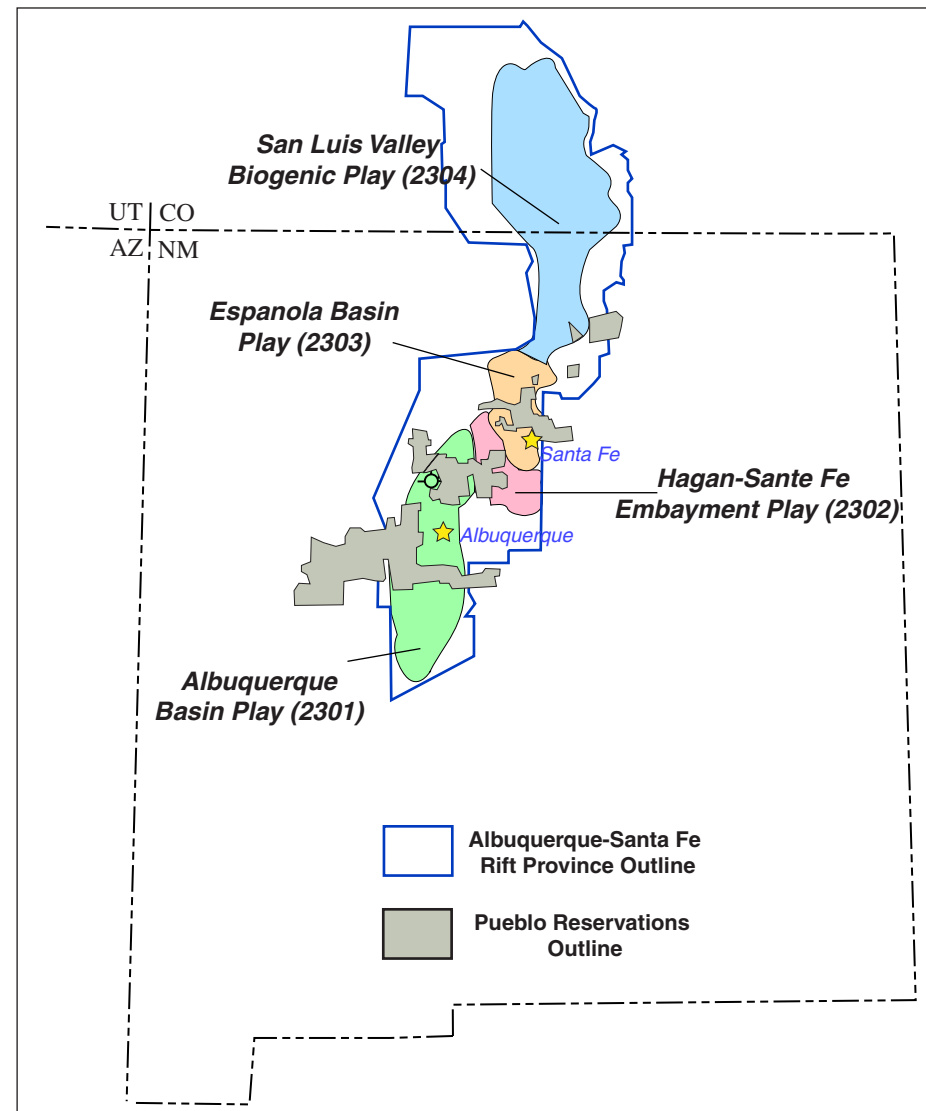 San Luis Valley
Biogenic Play (2304)
UT CO
AZ NM
Espanola Basin
Play (2303)
Santa Fe
Hagan-Sante Fe
Embayment Play (2302)
Albuquerque
Albuquerque
Basin Play (2301)
Albuquerque-Santa Fe
Rift Province Outline
Pueblo Reservations
Outline